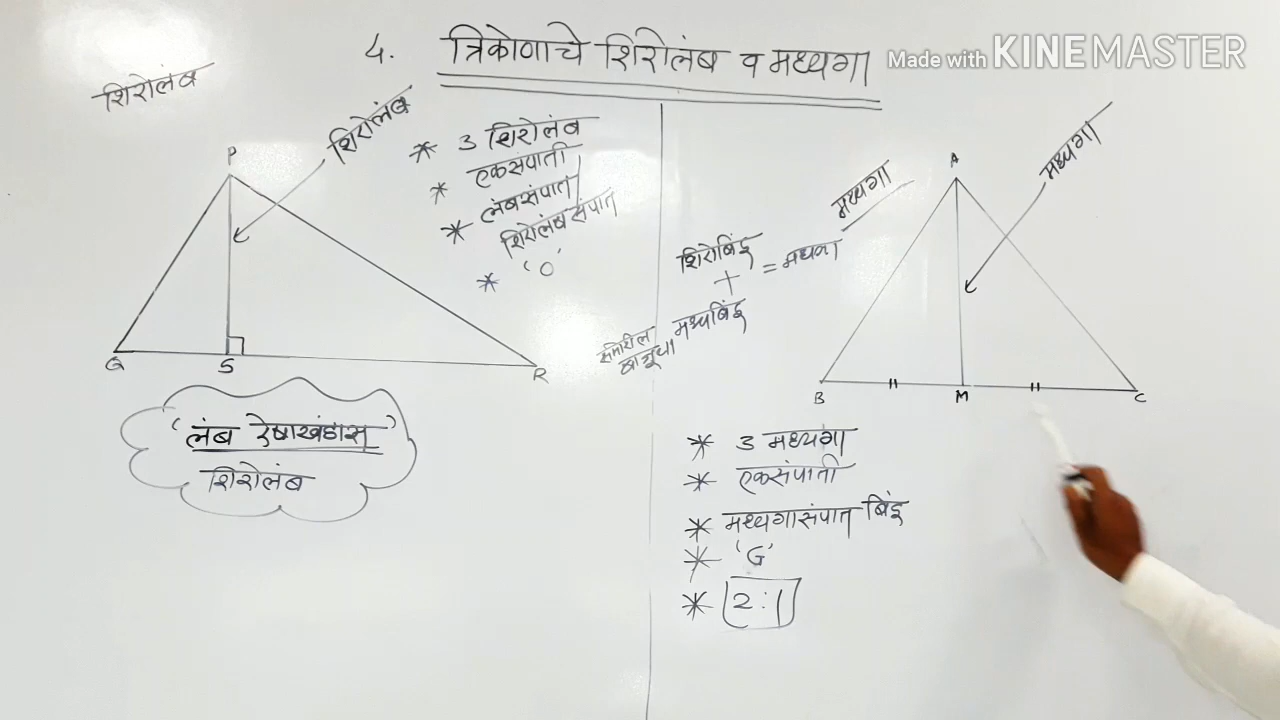 4. त्रिकोणाचे शिरोलंब व मध्यगा
Made with KINEMASTER
शिरोलंब
शिरोलंब
P
Q
S
R
* 3 शिरोलंब
* एकसंपाती
* लंबसंपात/
शिरोलंब संपात
* 'O'
'लंब रेषाखंडास'
शिरोलंब
मध्यगा
शिरोबिंदू
+
= मध्यगा
समोरील
बाजूचा मध्यबिंदू
मध्यगा
A
B
M
C
* 3 मध्यगा
* एकसंपाती
* मध्यगासंपात बिंदू
* 'G'
* 2:1